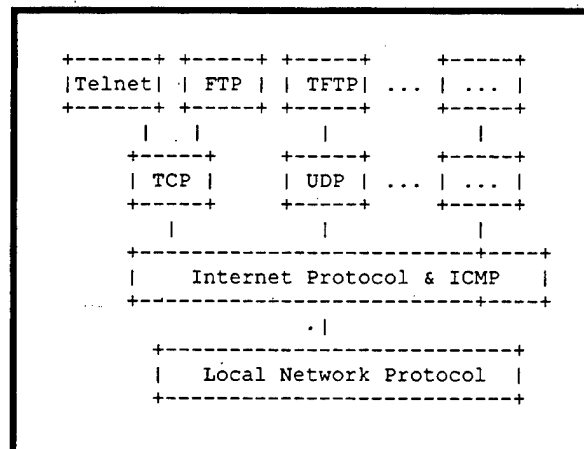 +------+ +-----+ +-----+ +-----+
|Telnet| | FTP | | TFTP| ... | ... |
+------+ +-----+ +-----+ +-----+
| | | |
+-----+ +-----+ +-----+
| TCP | | UDP | ... | ... |
+-----+ +-----+ +-----+
| | |
+--------------------------+----+
| Internet Protocol & ICMP |
+--------------------------+----+
|
+---------------------------+
| Local Network Protocol |
+---------------------------+